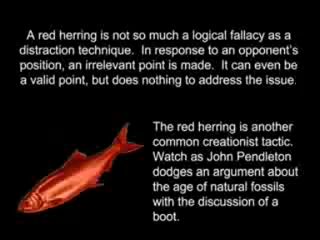 A red herring is not so much a logical fallacy as a
distraction technique. In response to an opponent's
position, an irrelevant point is made. It can even be
a valid point, but does nothing to address the issue.
The red herring is another
common creationist tactic.
Watch as John Pendleton
dodges an argument about
the age of natural fossils
with the discussion of a
boot.